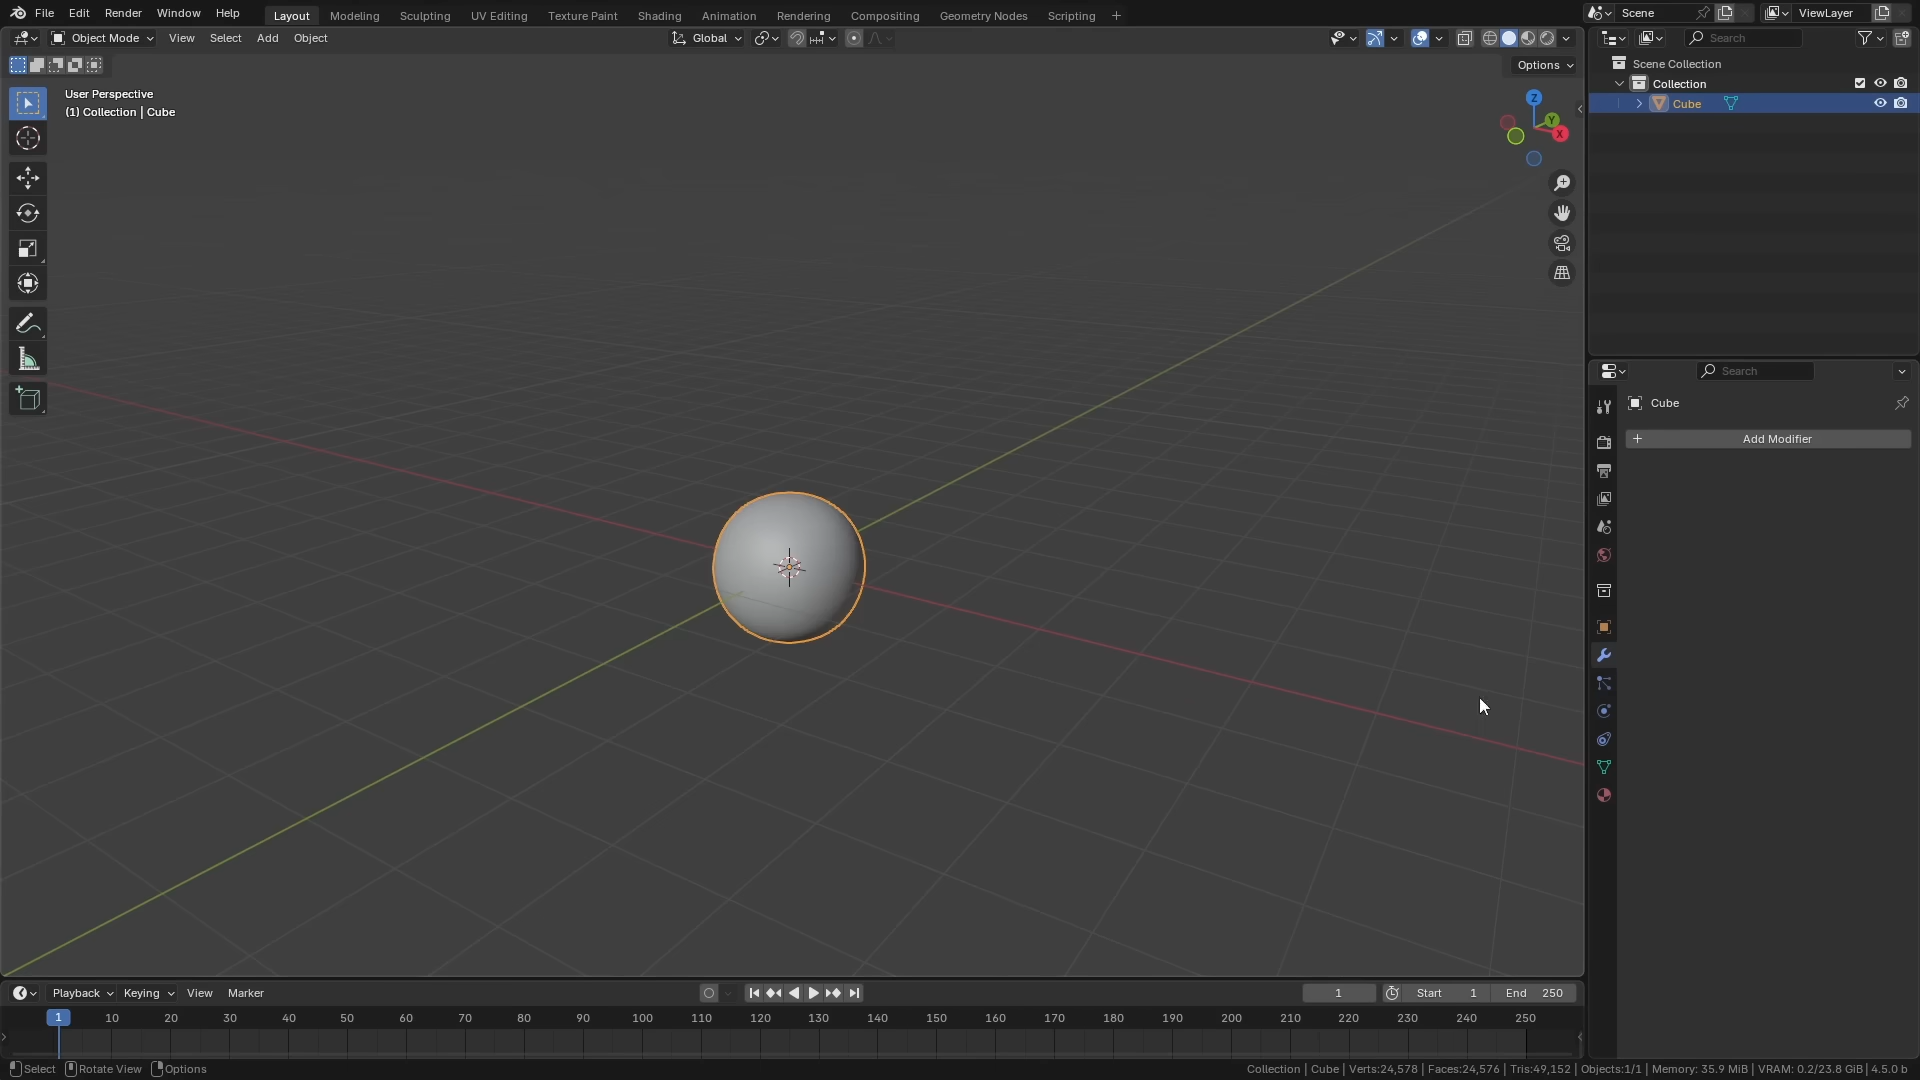 File Edit Render Window Help Layout Modeling Sculpting UV Editing Texture Paint Shading Animation Rendering Compositing Geometry Nodes Scripting Scene ViewLayer
Object Mode View Select Add Object Global Search
Options
User Perspective
(1) Collection | Cube
Z
Y
X
Scene Collection
Collection
Cube
Search
Cube
Add Modifier
Playback Keying View Marker 1 Start 1 End 250
1 10 20 30 40 50 60 70 80 90 100 110 120 130 140 150 160 170 180 190 200 210 220 230 240 250
Select Rotate View Options Collection | Cube | Verts:24,578 | Faces:24,576 | Tris:49,152 | Objects:1/1 | Memory: 35.9 MiB | VRAM: 0.2/23.8 GiB | 4.5.0 b